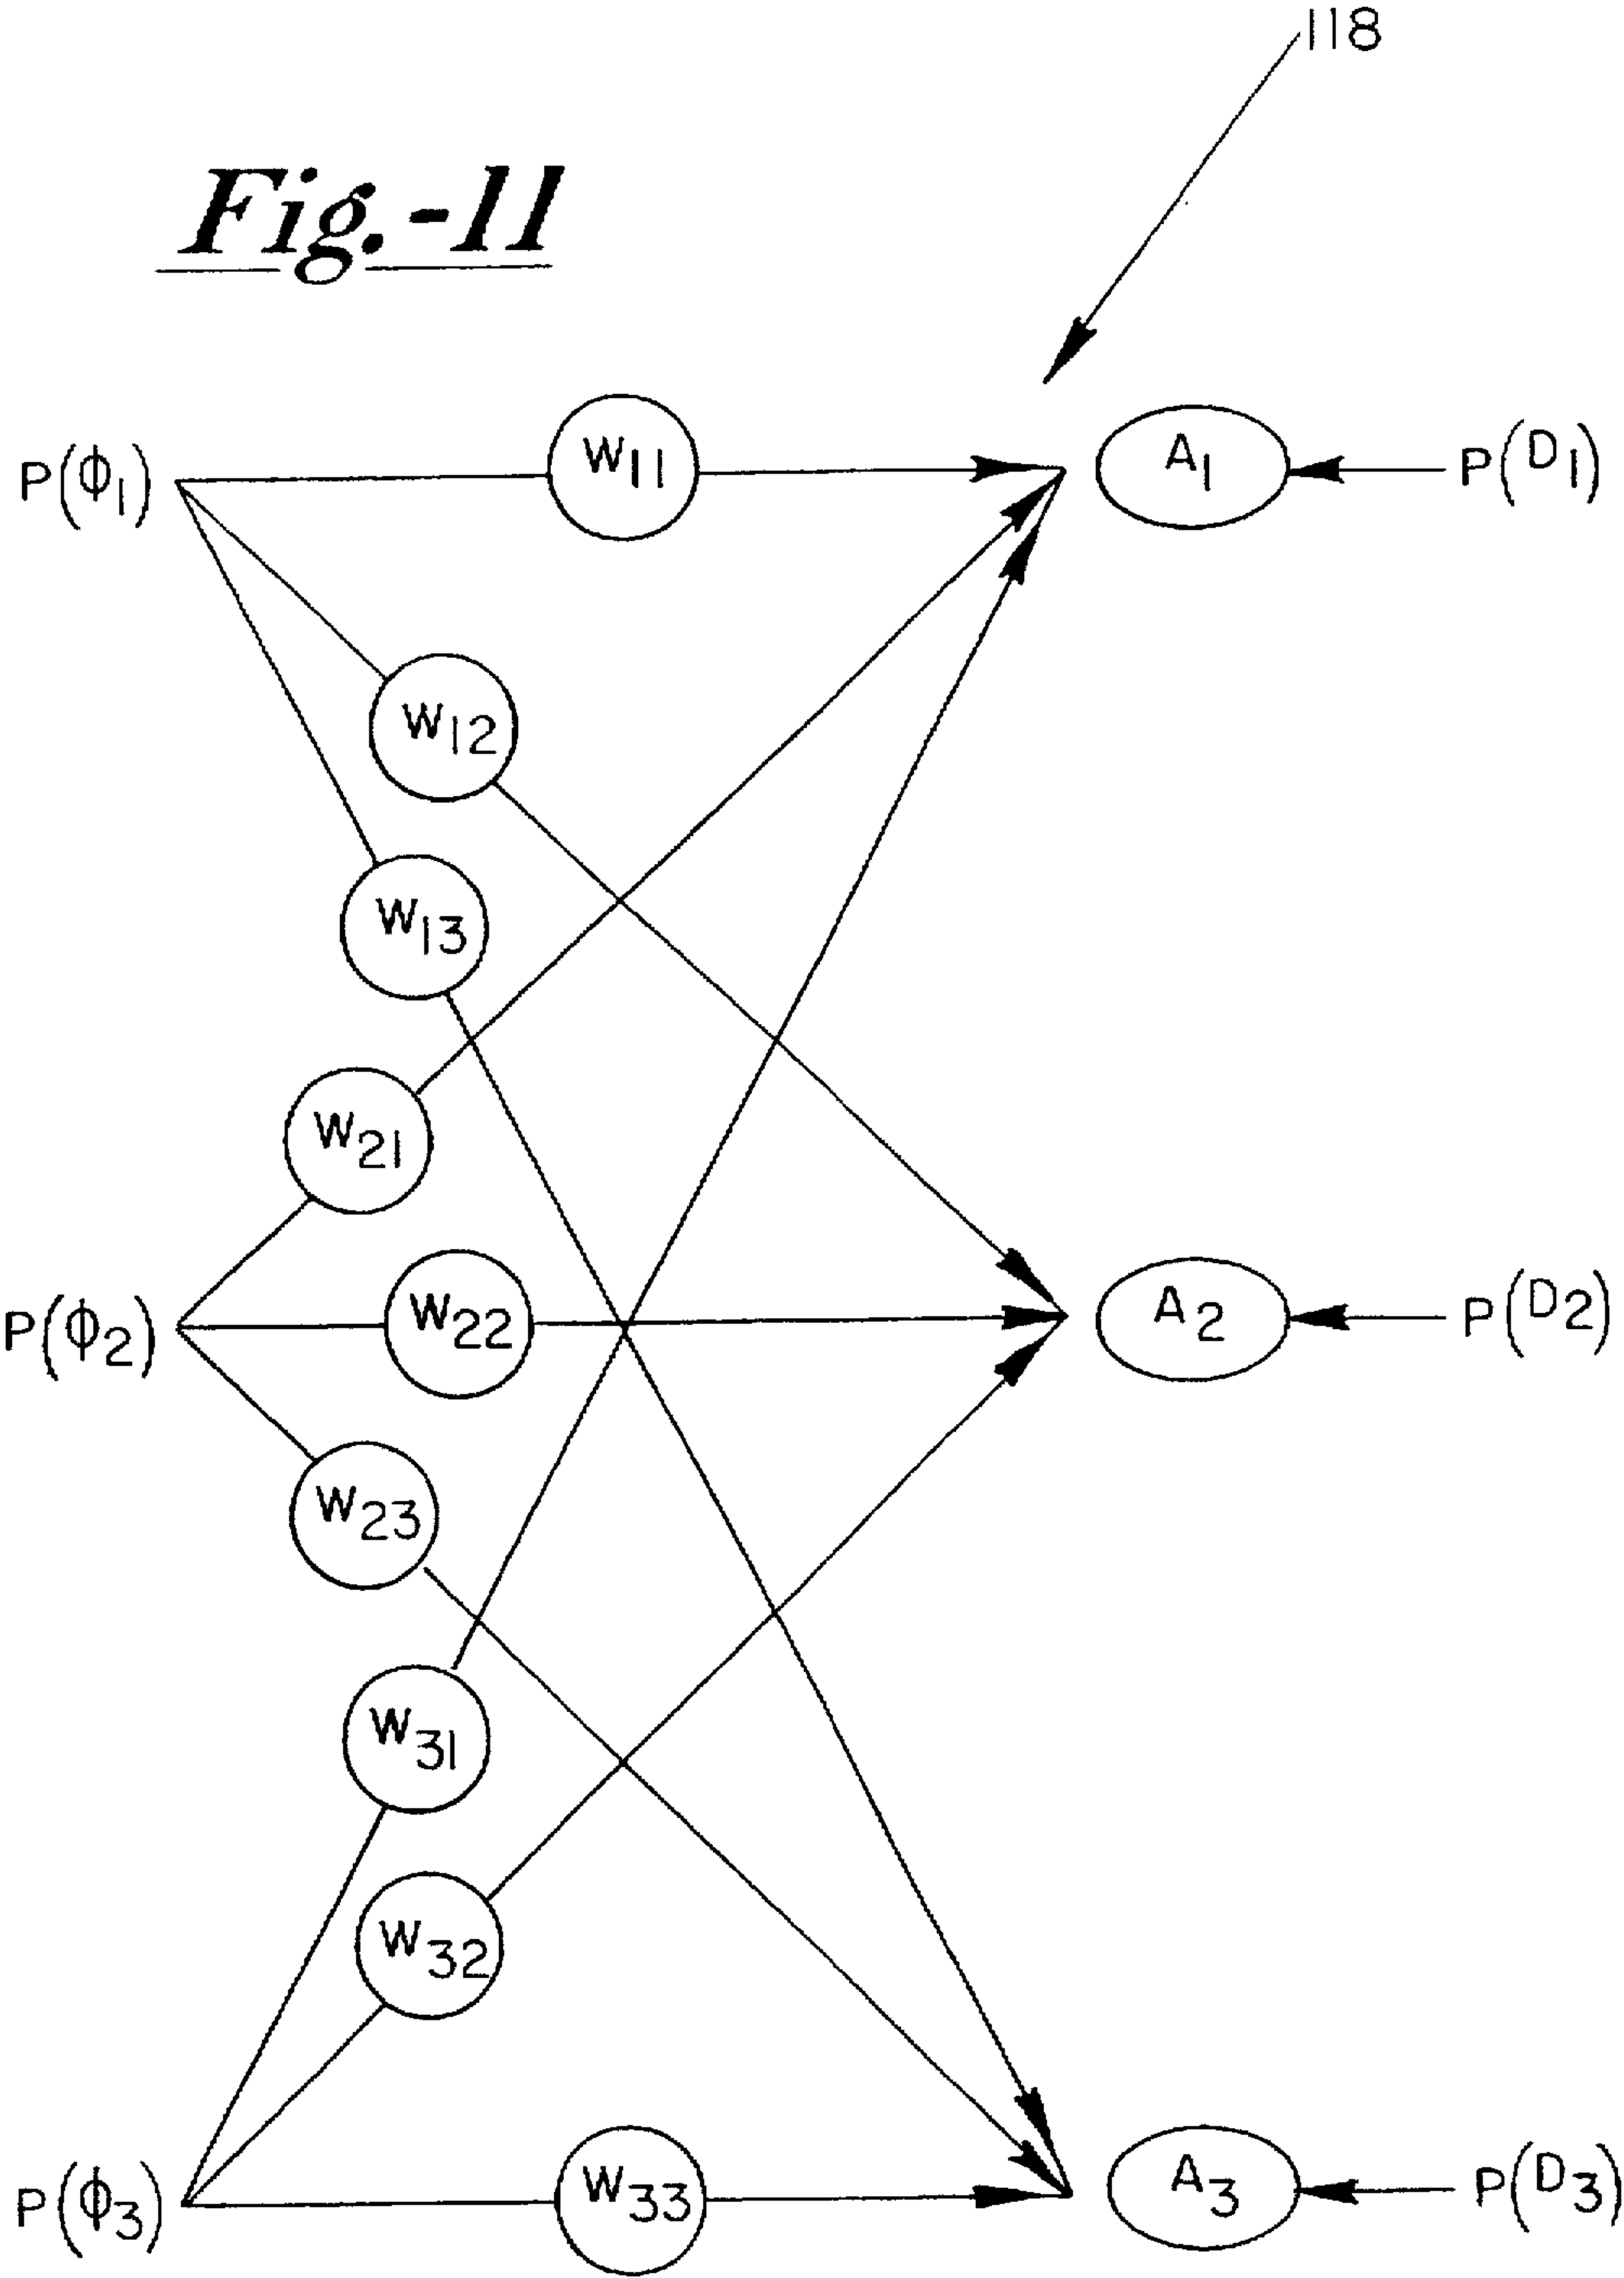 118
Fig.-11
P(ϕ₁) W₁₁ A₁ P(D₁)
W₁₂
W₁₃
W₂₁
P(ϕ₂) W₂₂ A₂ P(D₂)
W₂₃
W₃₁
W₃₂
P(ϕ₃) W₃₃ A₃ P(D₃)